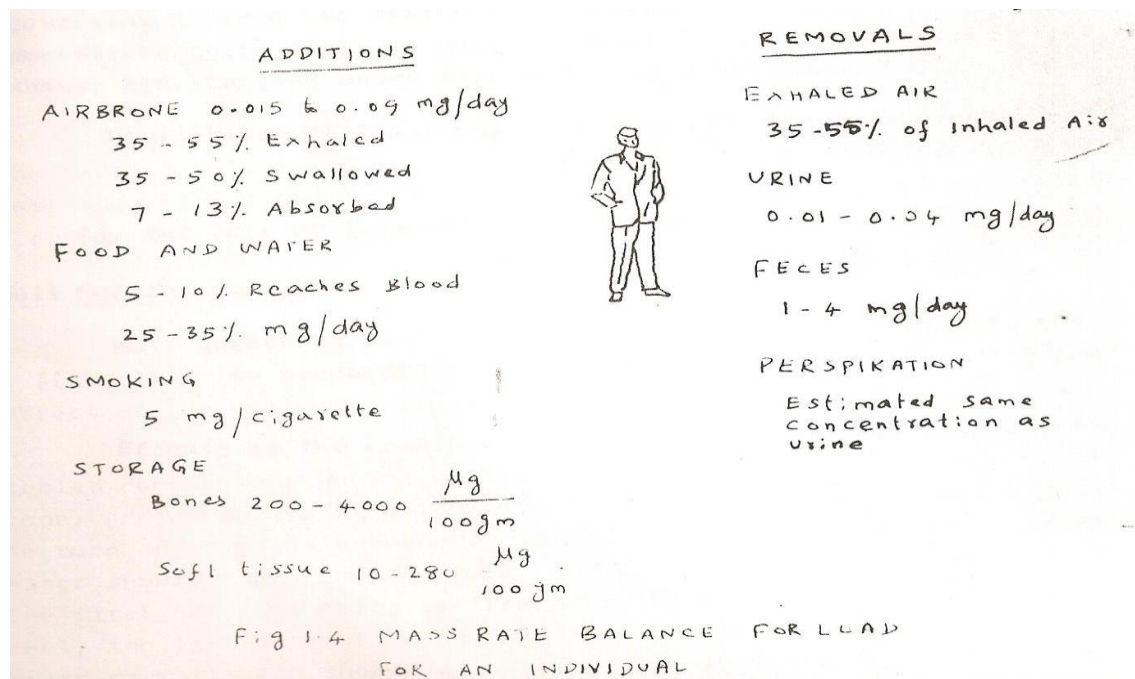 ADDITIONS
AIRBRONE 0.015 to 0.09 mg/day
35 - 55% Exhaled
35 - 50% Swallowed
7 - 13% Absorbed
FOOD AND WATER
5 - 10% Reaches Blood
25 - 35% mg/day
SMOKING
5 mg/cigarette
STORAGE
Bones 200 - 4000 µg/100gm
Soft tissue 10 - 280 µg/100 gm
REMOVALS
EXHALED AIR
35 - 55% of Inhaled Air
URINE
0.01 - 0.04 mg/day
FECES
1 - 4 mg/day
PERSPIRATION
Estimated same
concentration as
urine
Fig 1.4 MASS RATE BALANCE FOR LEAD
FOR AN INDIVIDUAL